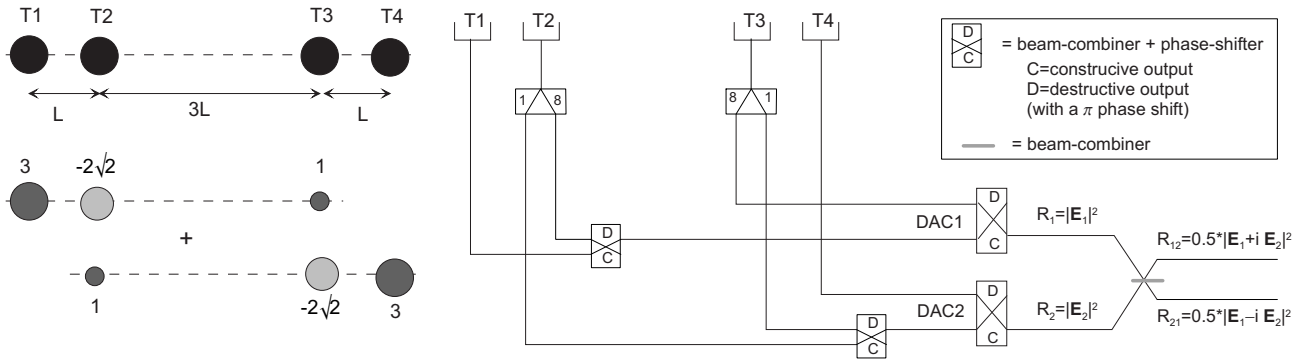 T1 T2 T3 T4
L 3L L
3 -2√2 1
+
1 -2√2 3
T1 T2 T3 T4
1 8 8 1
D
C
D
C
DAC1
D
C
DAC2
D
C
R₁=|E₁|²
R₂=|E₂|²
R₁₂=0.5*|E₁+i E₂|²
R₂₁=0.5*|E₁–i E₂|²
D
C
= beam-combiner + phase-shifter
C=construcive output
D=destructive output
(with a π phase shift)
= beam-combiner